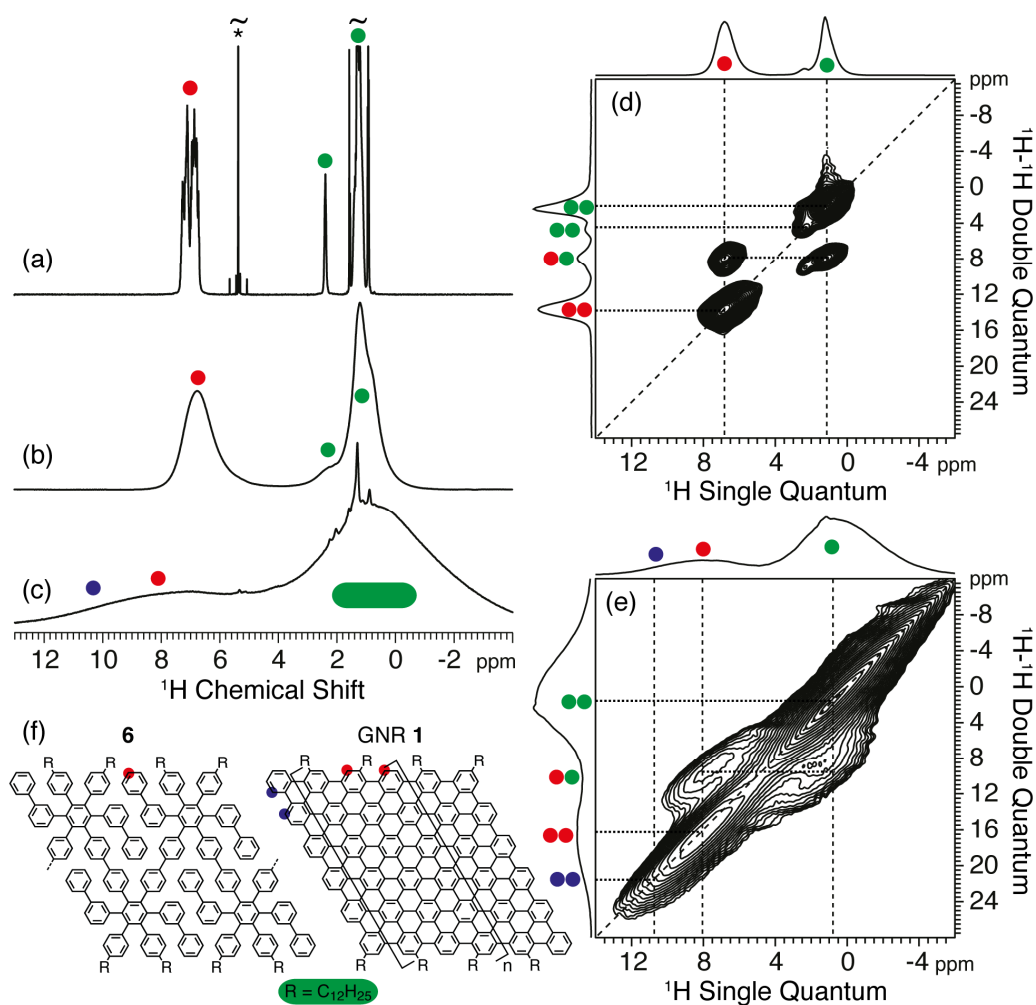 ~ ~
*
(a)
(b)
(c)
12 10 8 6 4 2 0 -2 ppm
¹H Chemical Shift
(d)
ppm
-8
-4
0
4
8
12
16
20
24
¹H-¹H Double Quantum
12 8 4 0 -4 ppm
¹H Single Quantum
(e)
ppm
-8
-4
0
4
8
12
16
20
24
¹H-¹H Double Quantum
12 8 4 0 -4
¹H Single Quantum
(f)
6 GNR 1
R R R R R R R
R R R R R R R n
R = C₁₂H₂₅